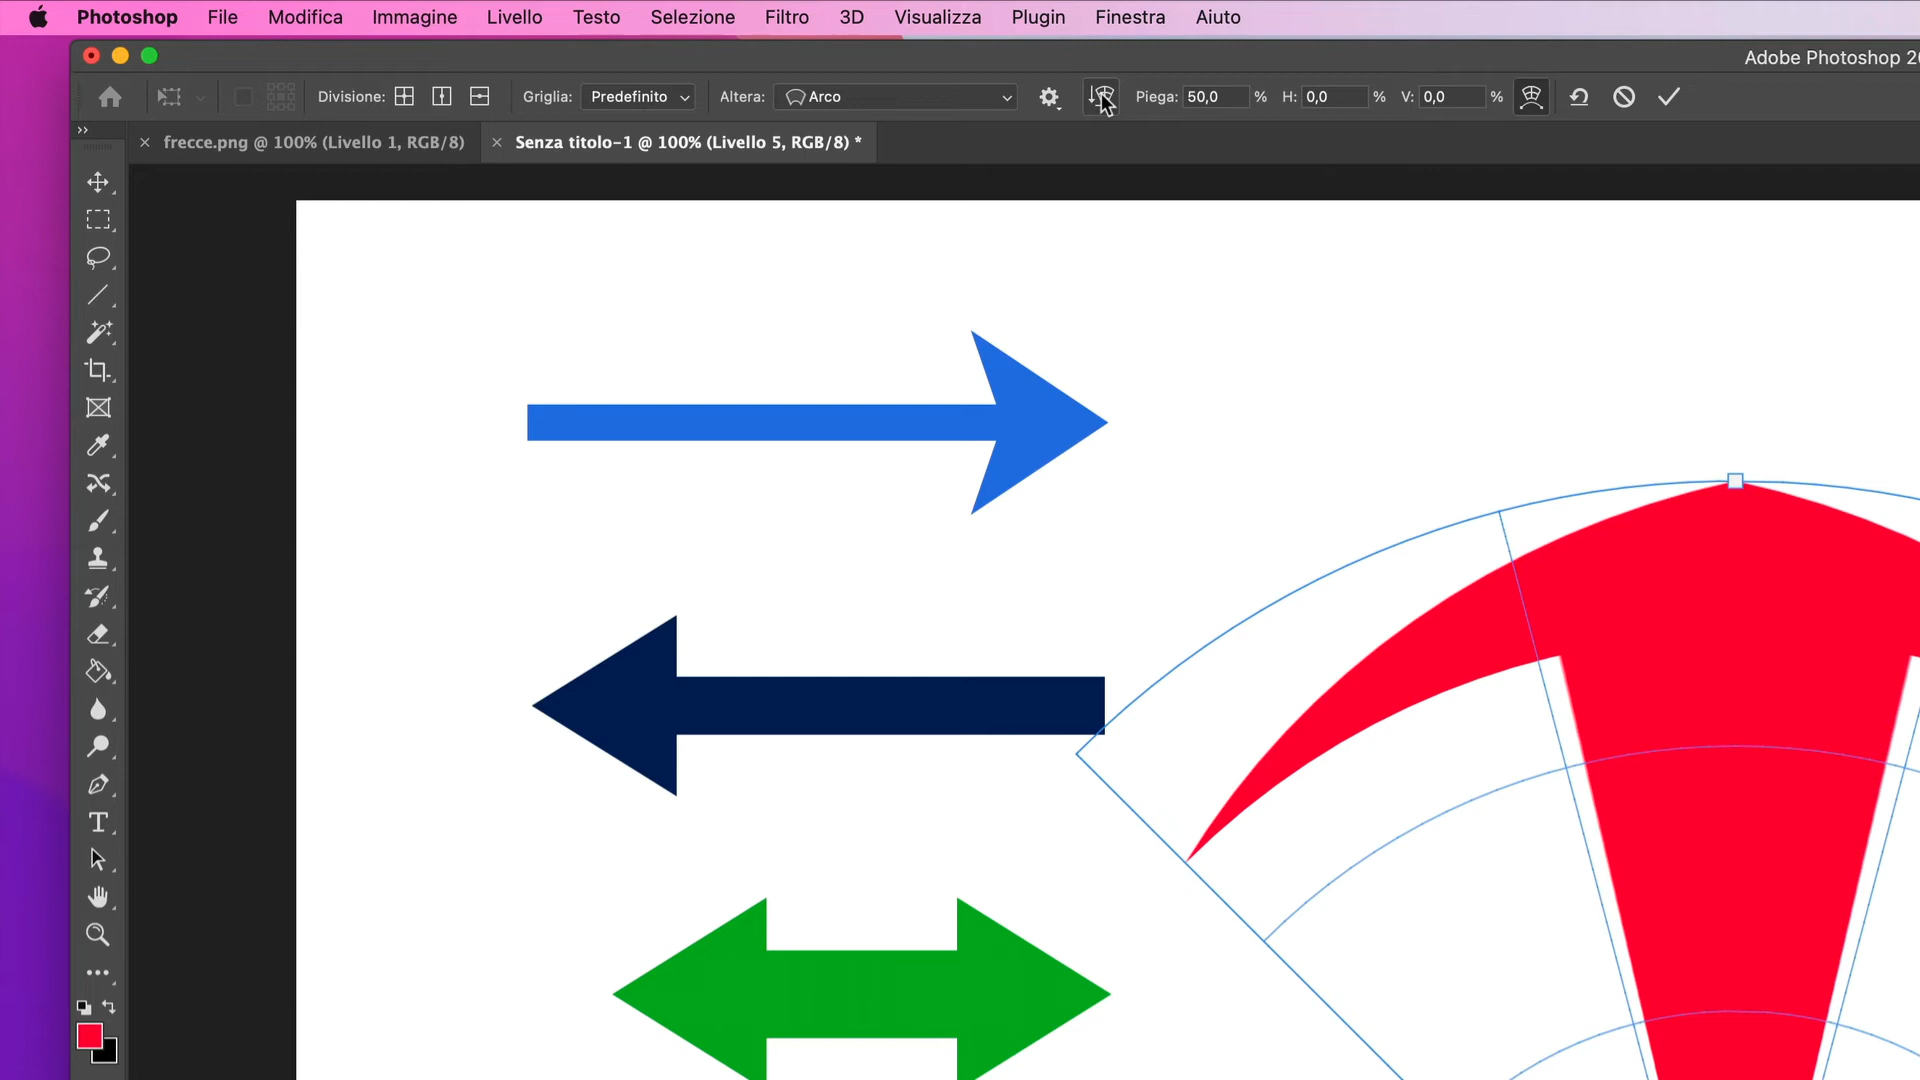 Photoshop File Modifica Immagine Livello Testo Selezione Filtro 3D Visualizza Plugin Finestra Aiuto
Adobe Photoshop
Divisione: Griglia: Predefinito Altera: Arco Piega: 50,0 % H: 0,0 % V: 0,0 %
frecce.png @ 100% (Livello 1, RGB/8) Senza titolo-1 @ 100% (Livello 5, RGB/8) *